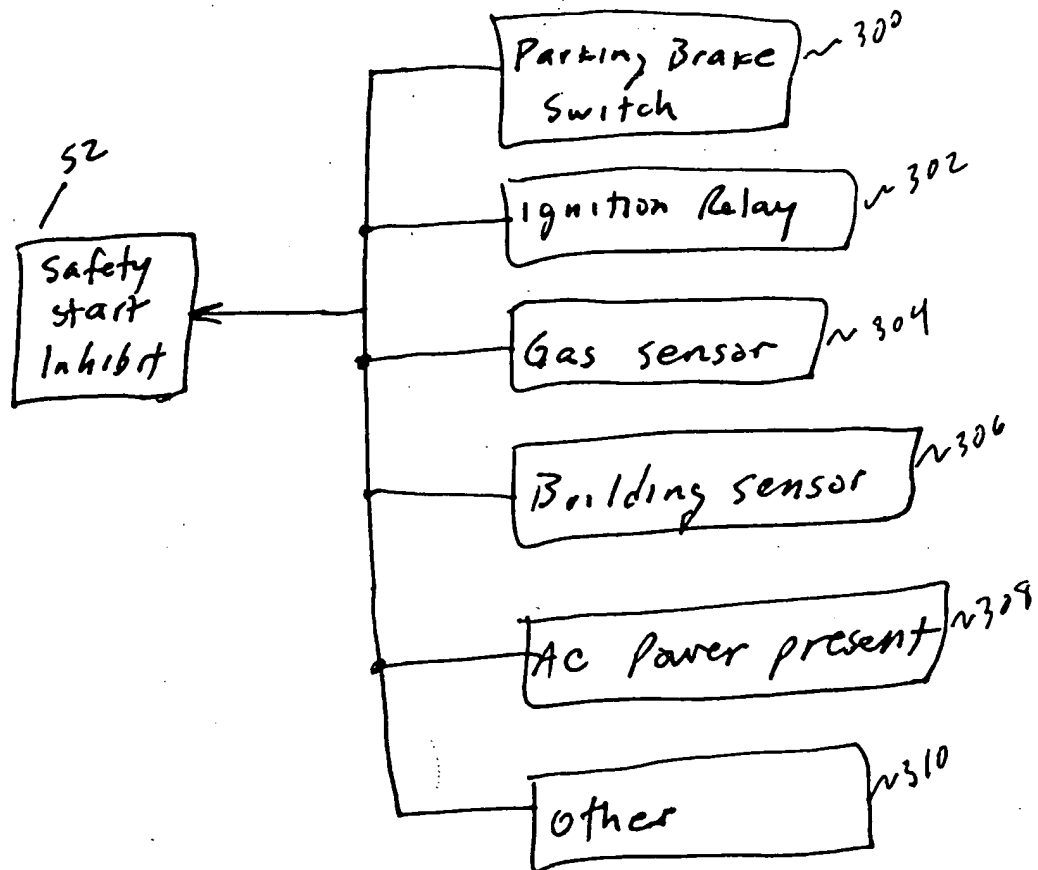 Parking Brake
Switch
300
52
Ignition Relay
302
Safety
start
Inhibit
Gas sensor
304
Building sensor
306
AC Power present
308
other
310